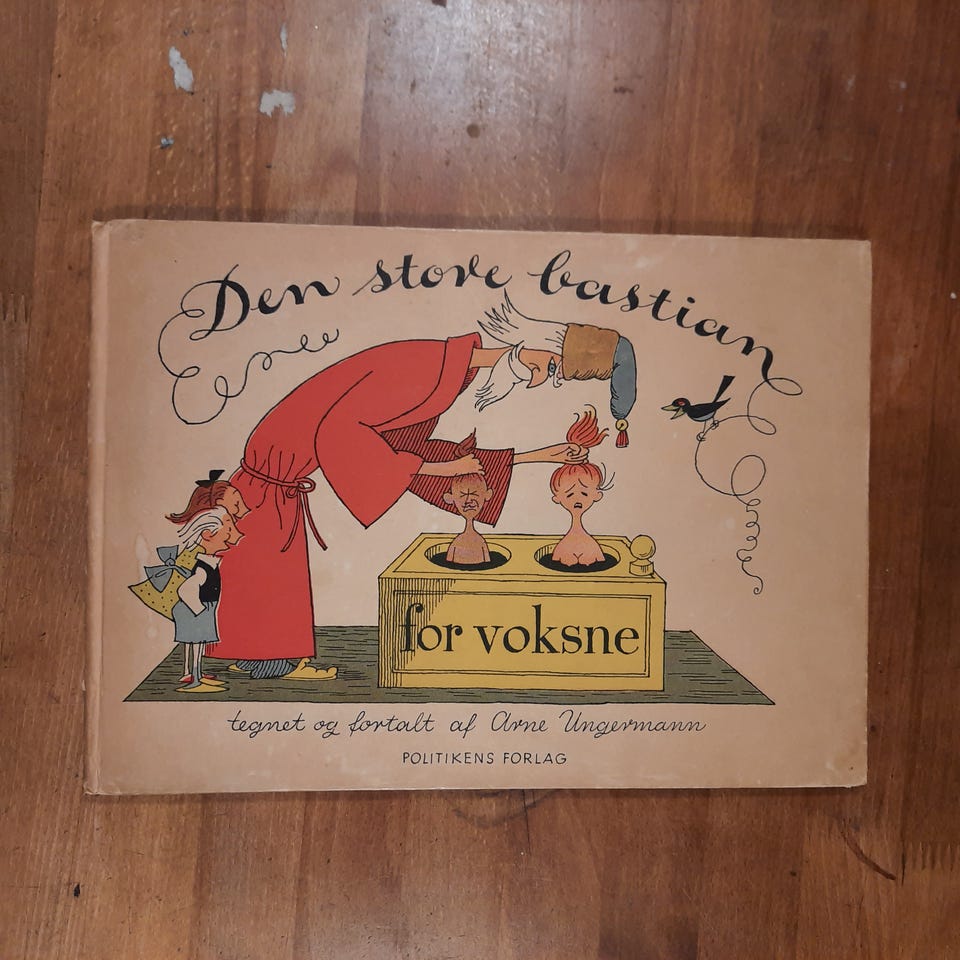 Den store bastian
for voksne
tegnet og fortalt af Arne Ungermann
POLITIKENS FORLAG